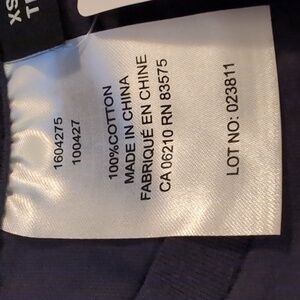 1604275
100427
100%COTTON
MADE IN CHINA
FABRIQUÉ EN CHINE
CA 06210 RN 83575
LOT NO: 023811